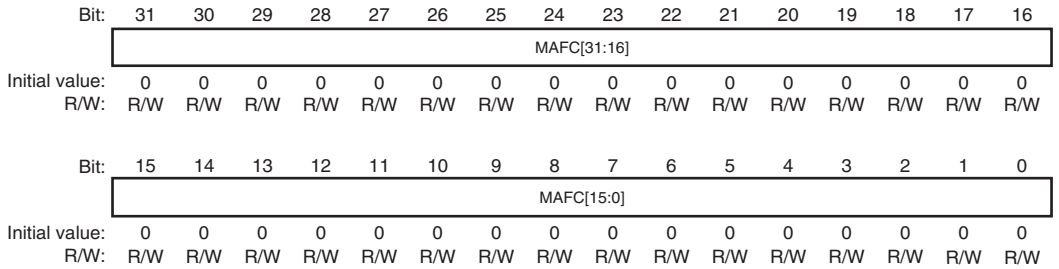 Bit: 31 30 29 28 27 26 25 24 23 22 21 20 19 18 17 16
MAFC[31:16]
Initial value: 0 0 0 0 0 0 0 0 0 0 0 0 0 0 0 0
R/W: R/W R/W R/W R/W R/W R/W R/W R/W R/W R/W R/W R/W R/W R/W R/W R/W
Bit: 15 14 13 12 11 10 9 8 7 6 5 4 3 2 1 0
MAFC[15:0]
Initial value: 0 0 0 0 0 0 0 0 0 0 0 0 0 0 0 0
R/W: R/W R/W R/W R/W R/W R/W R/W R/W R/W R/W R/W R/W R/W R/W R/W R/W